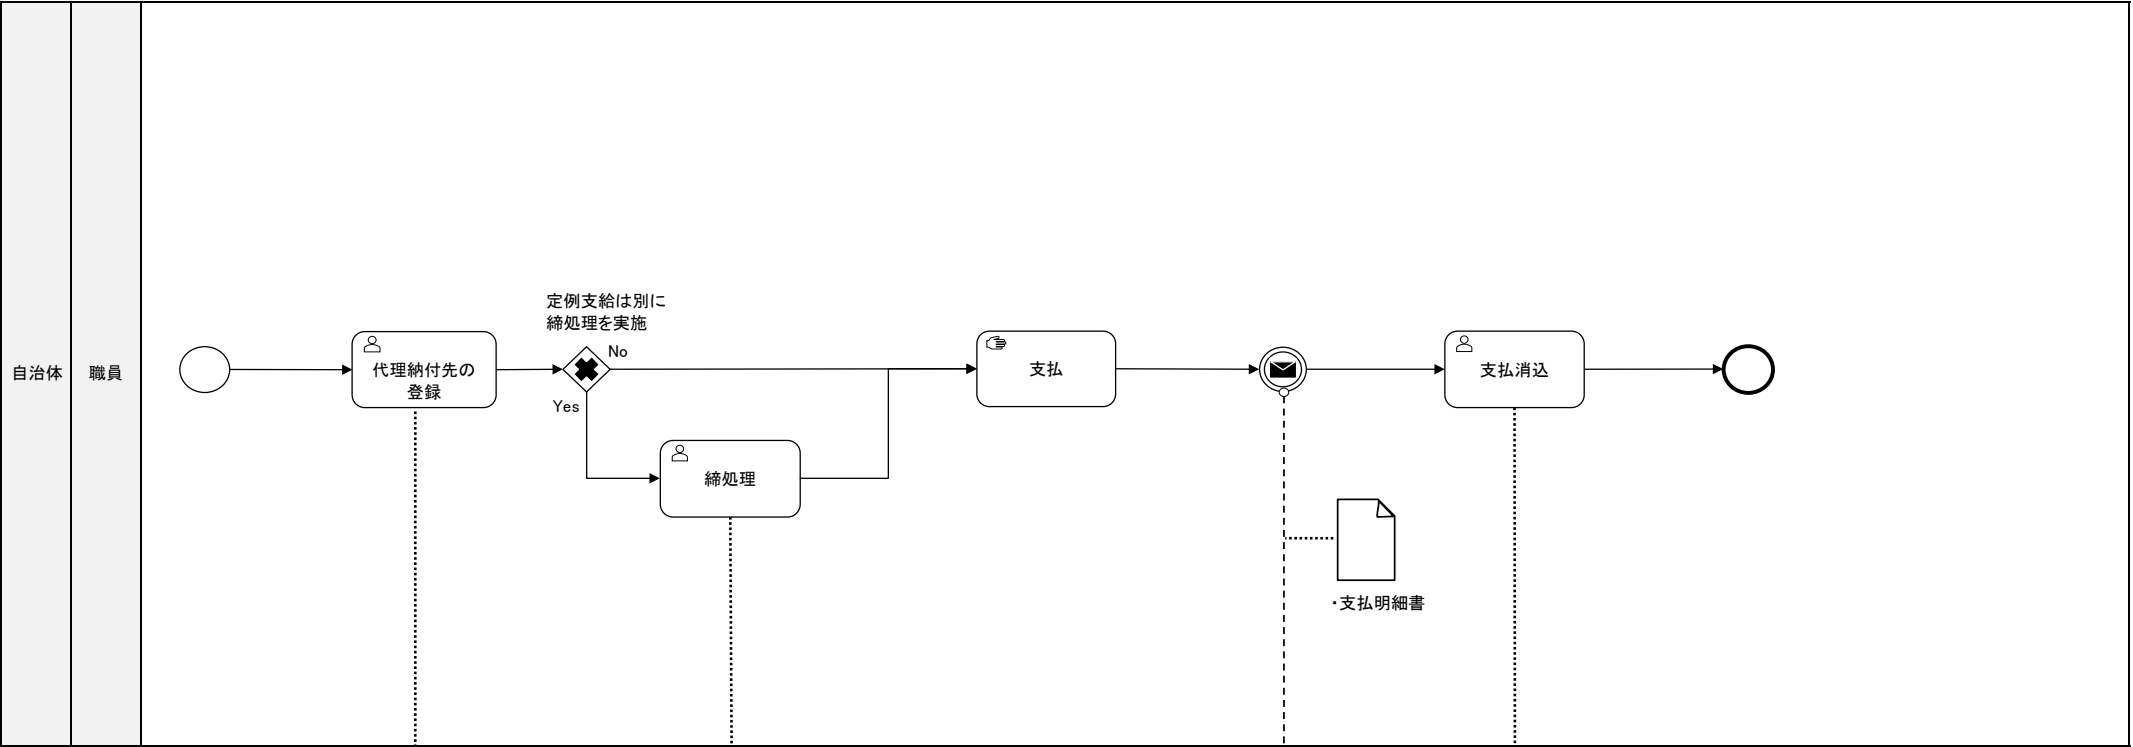 自治体
職員
定例支給は別に
締処理を実施
No
Yes
代理納付先の
登録
締処理
支払
支払消込
・支払明細書